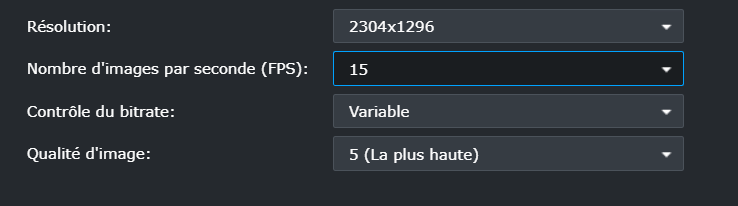 Résolution: 2304x1296
Nombre d'images par seconde (FPS): 15
Contrôle du bitrate: Variable
Qualité d'image: 5 (La plus haute)